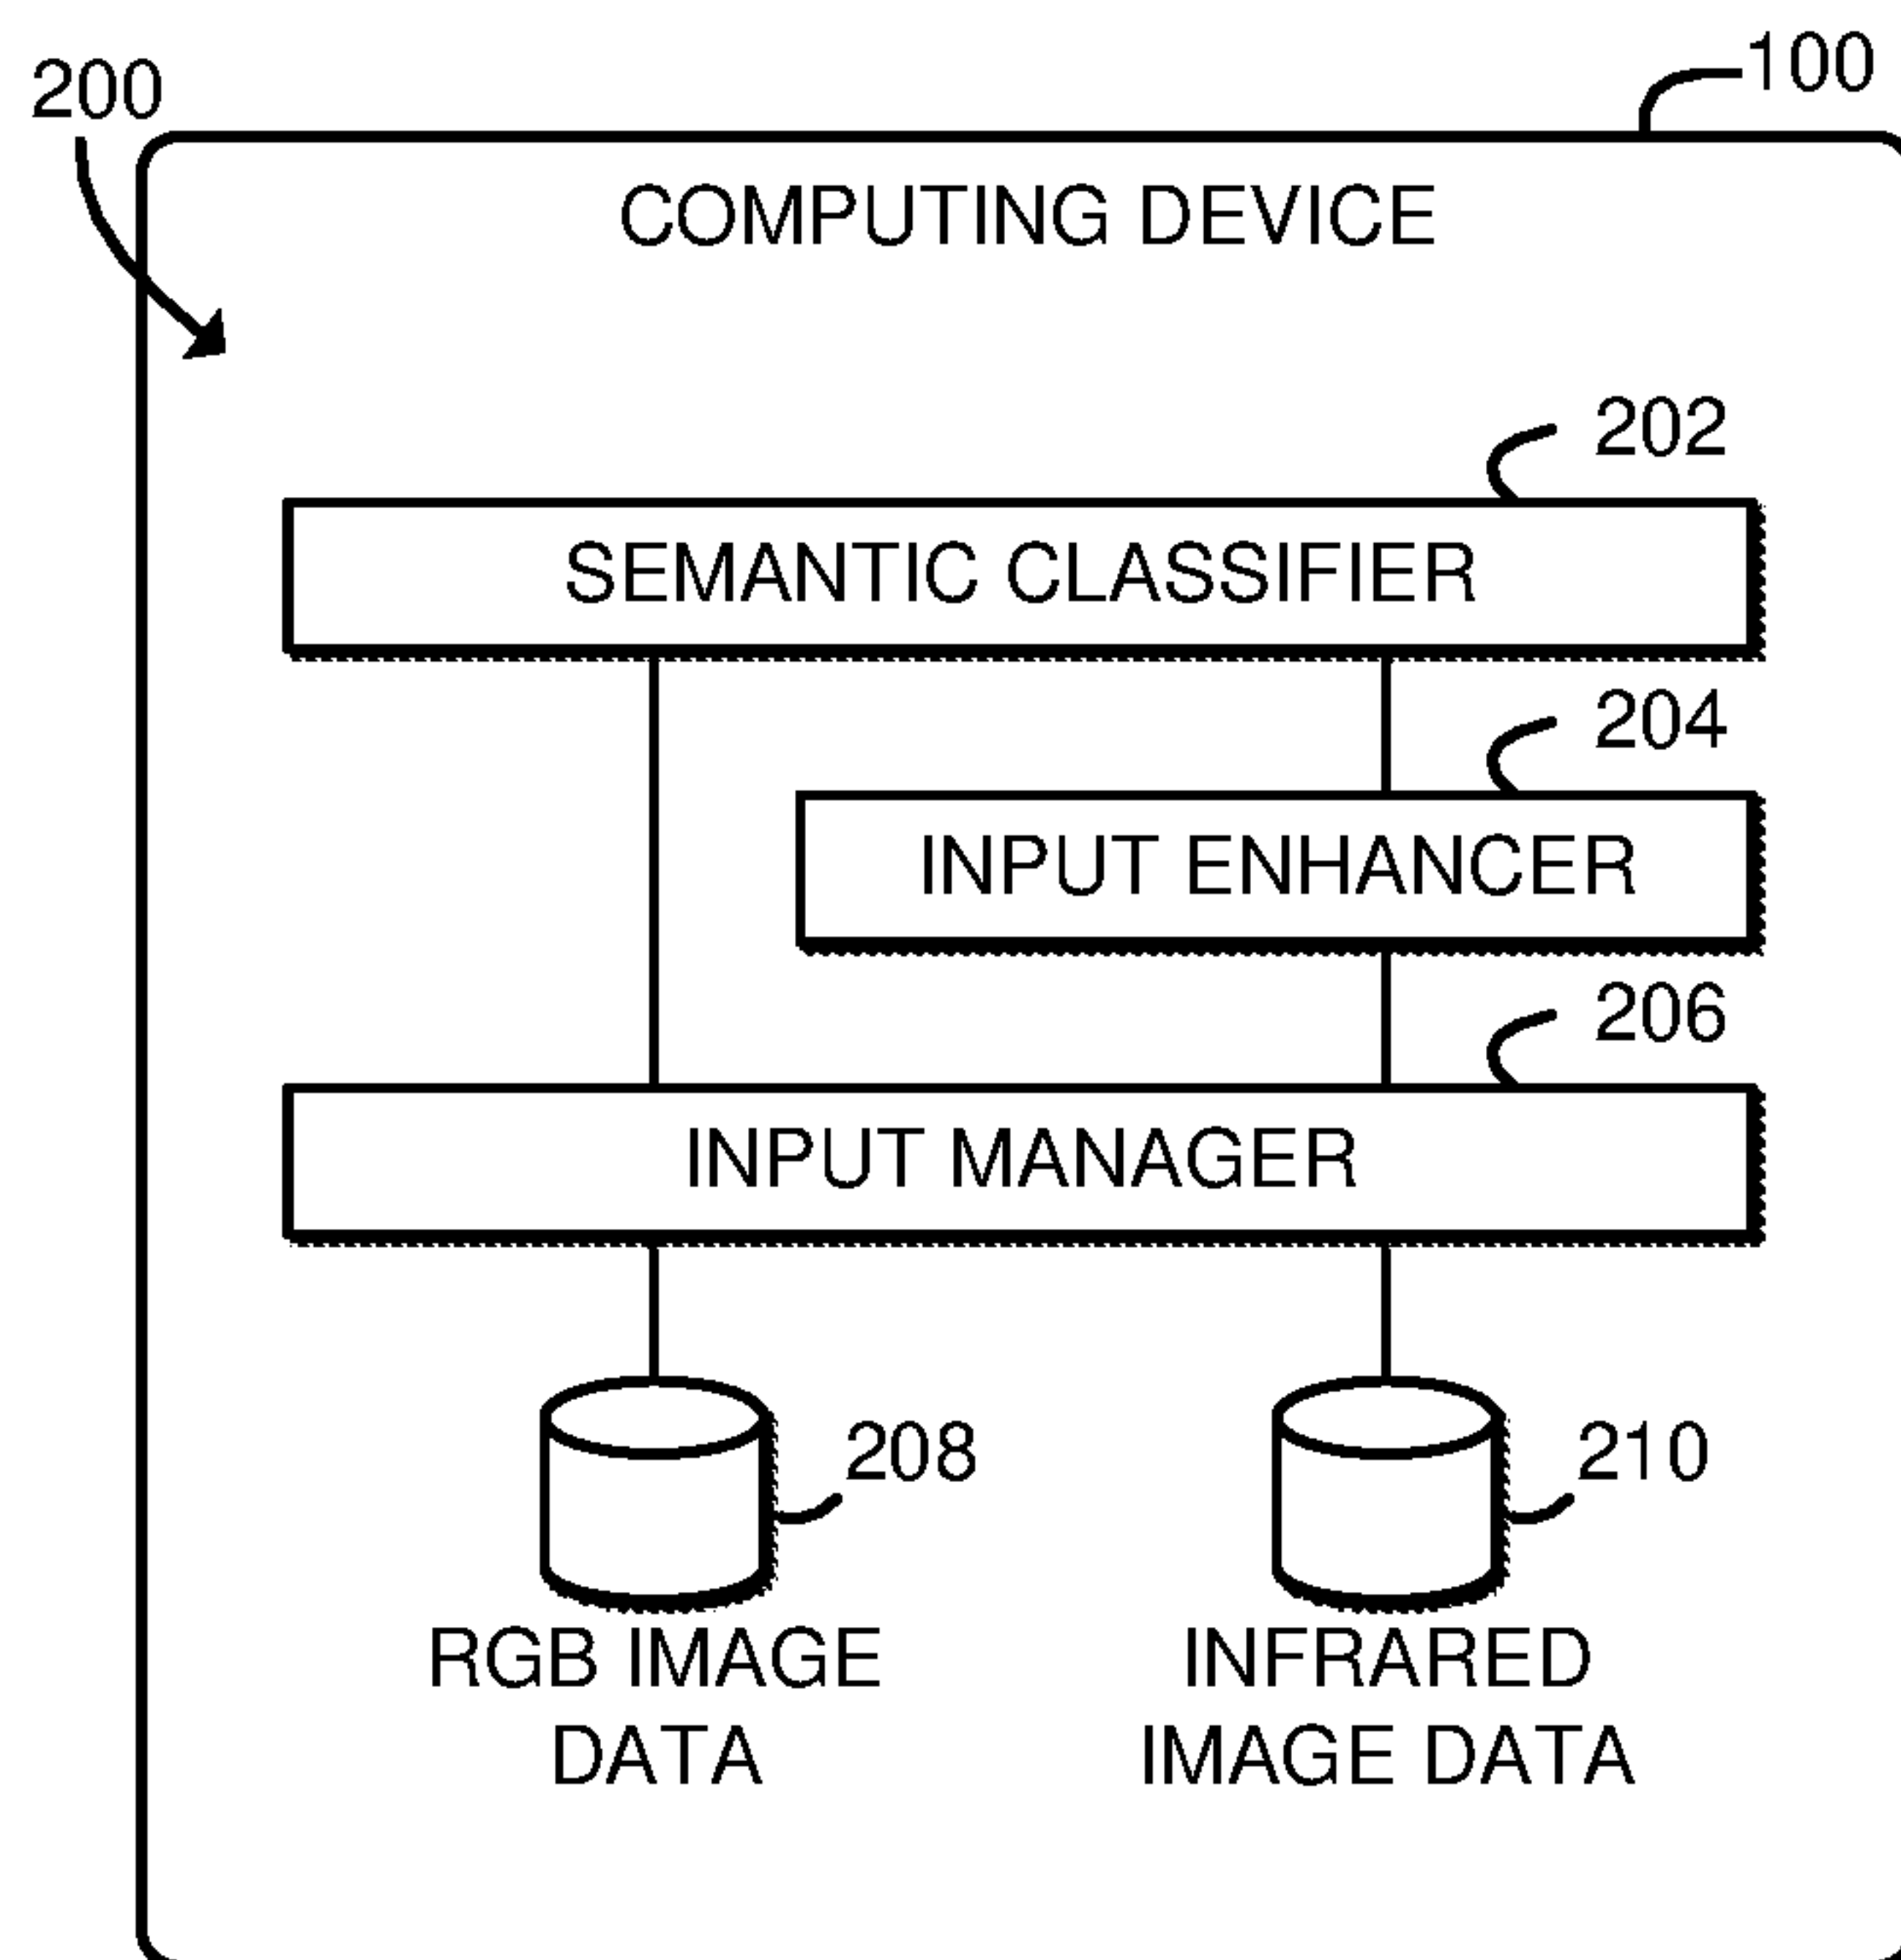 200
100
COMPUTING DEVICE
202
SEMANTIC CLASSIFIER
204
INPUT ENHANCER
206
INPUT MANAGER
208
210
RGB IMAGE
DATA
INFRARED
IMAGE DATA